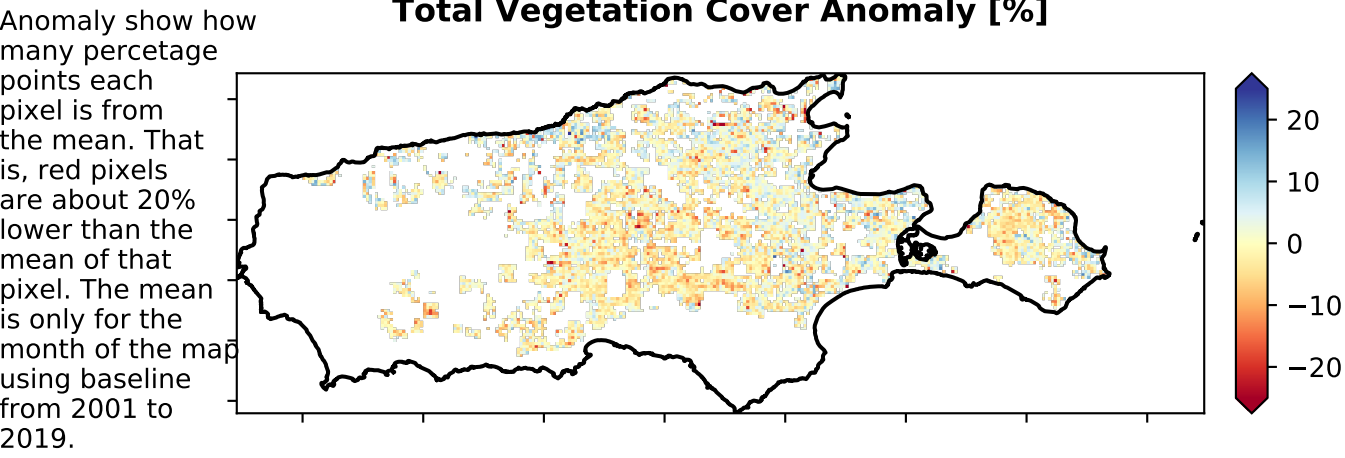 Total Vegetation Cover Anomaly [%]
Anomaly show how
many percetage
points each
pixel is from
the mean. That
is, red pixels
are about 20%
lower than the
mean of that
pixel. The mean
is only for the
month of the map
using baseline
from 2001 to
2019.
20
10
0
−10
−20